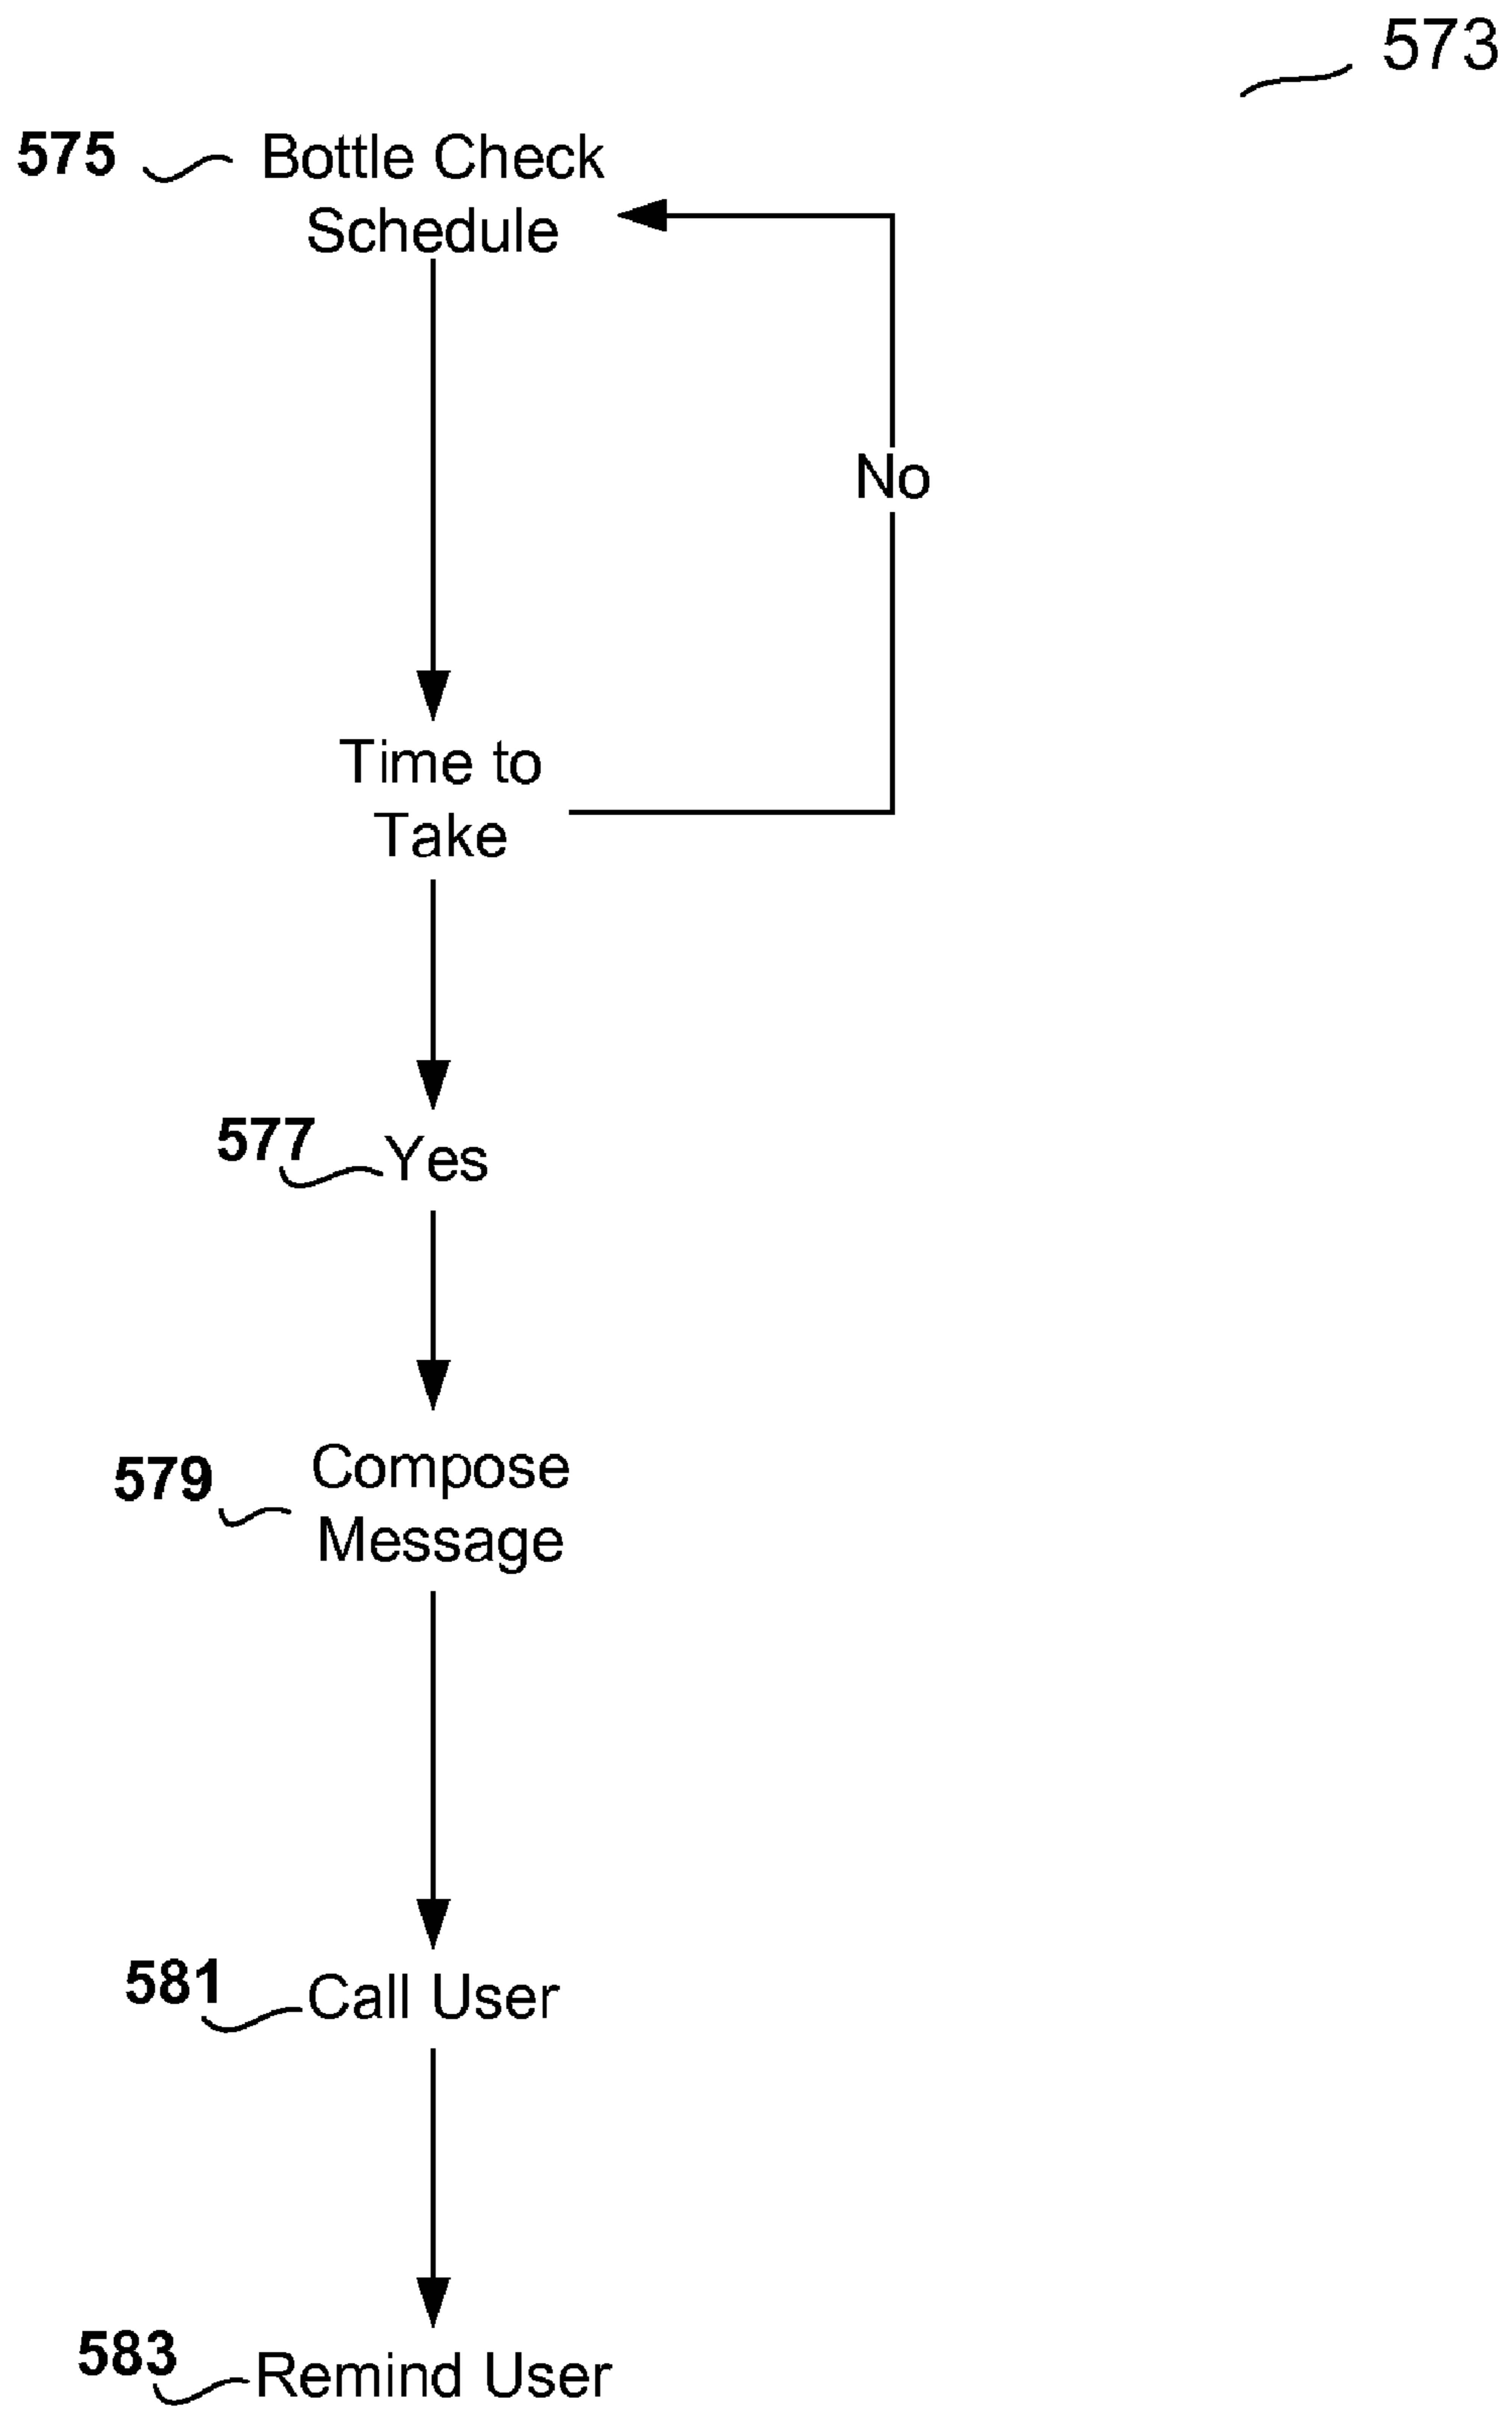 573
575 Bottle Check
Schedule
No
Time to
Take
577 Yes
579 Compose
Message
581 Call User
583 Remind User